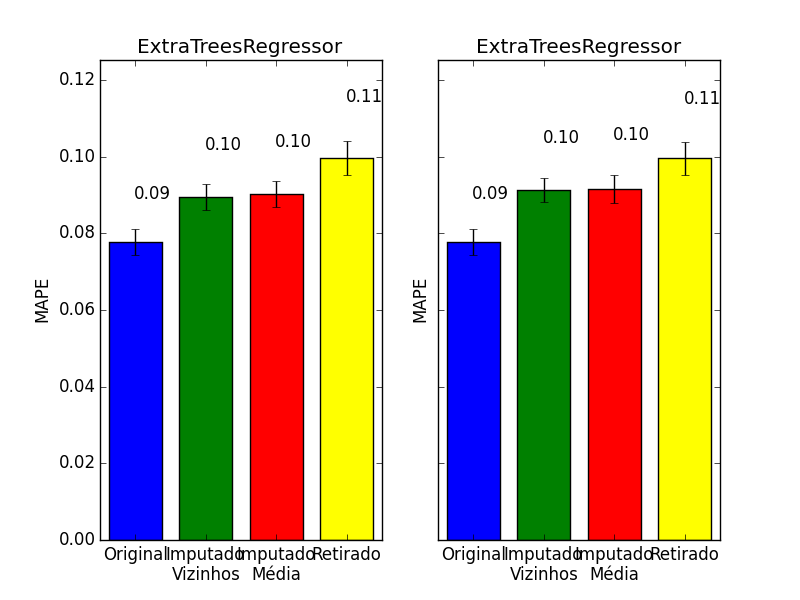 ExtraTreesRegressor
MAPE
0.12
0.10
0.08
0.06
0.04
0.02
0.00
0.09
0.10
0.10
0.11
Original Imputado Imputado Retirado
Vizinhos Média
ExtraTreesRegressor
MAPE
0.09
0.10
0.10
0.11
Original Imputado Imputado Retirado
Vizinhos Média